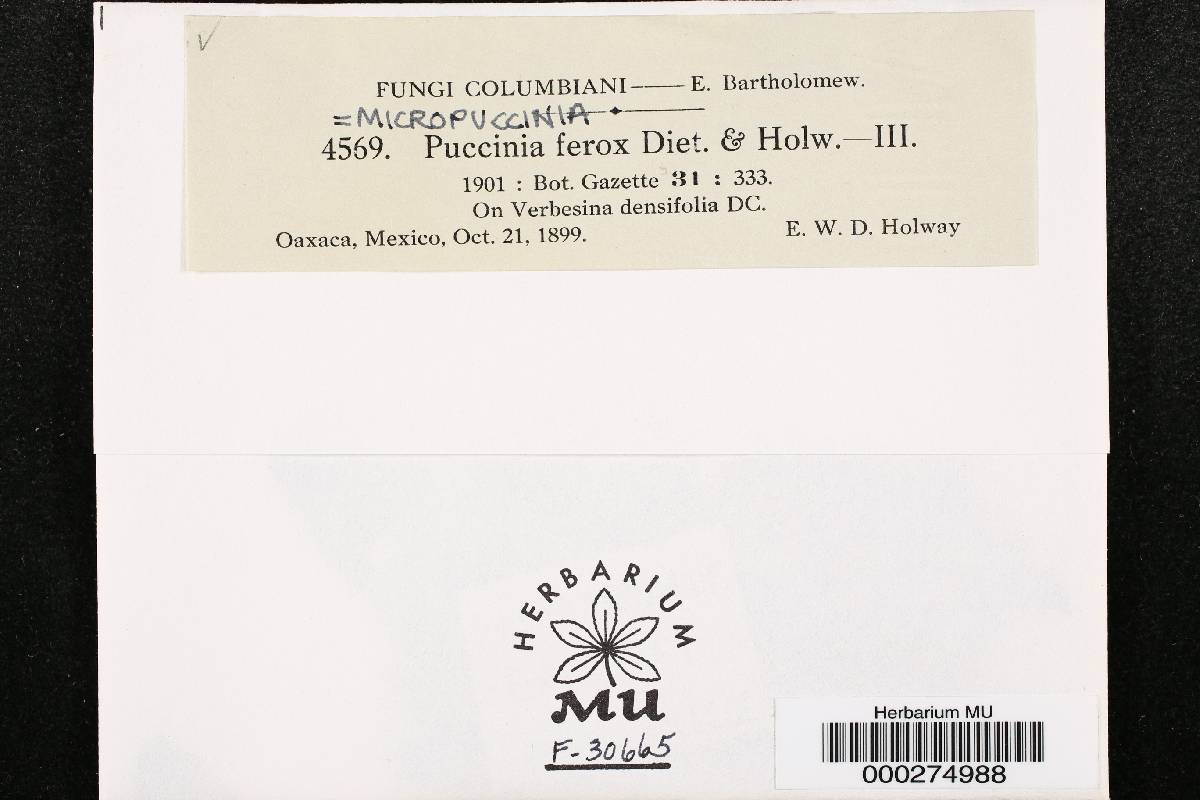 FUNGI COLUMBIANI—— E. Bartholomew.
=MICROPUCCINIA
4569. Puccinia ferox Diet. & Holw.—III.
1901 : Bot. Gazette 31 : 333.
On Verbesina densifolia DC.
Oaxaca, Mexico, Oct. 21, 1899. E. W. D. Holway
HERBARIUM
MU
F-30665
Herbarium MU
000274988